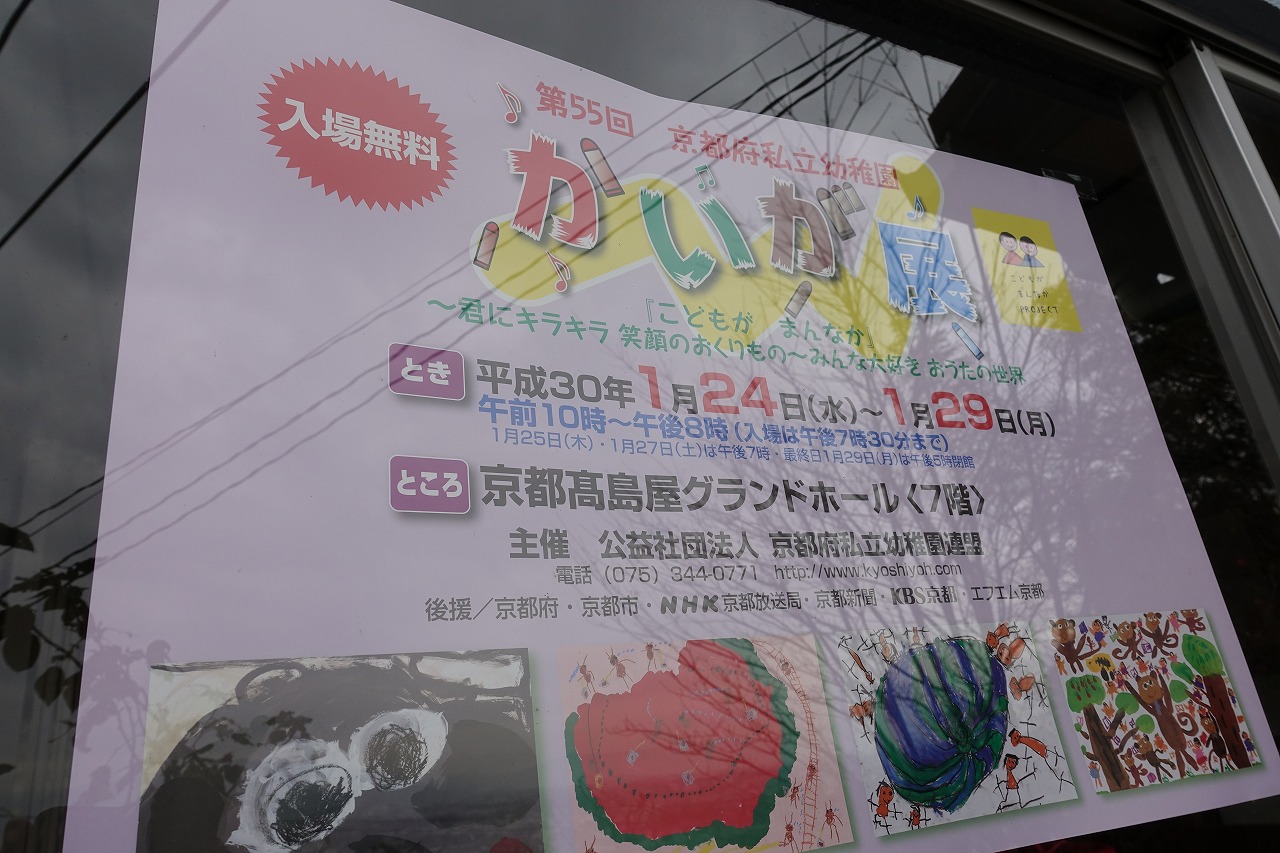 入場無料
第55回 京都府私立幼稚園
かいが展
こどもが
まんなか
PROJECT
『こどもが まんなか』
～君にキラキラ 笑顔のおくりもの～みんな大好き おうたの世界
とき 平成30年1月24日(水)～1月29日(月)
午前10時～午後8時(入場は午後7時30分まで)
1月25日(木)・1月27日(土)は午後7時・最終日1月29日(月)は午後5時閉館
ところ 京都髙島屋グランドホール〈7階〉
主催 公益社団法人 京都府私立幼稚園連盟
電話(075)344-0771 http://www.kyoshiyoh.com
後援／京都府・京都市・NHK京都放送局・京都新聞・KBS京都・エフエム京都